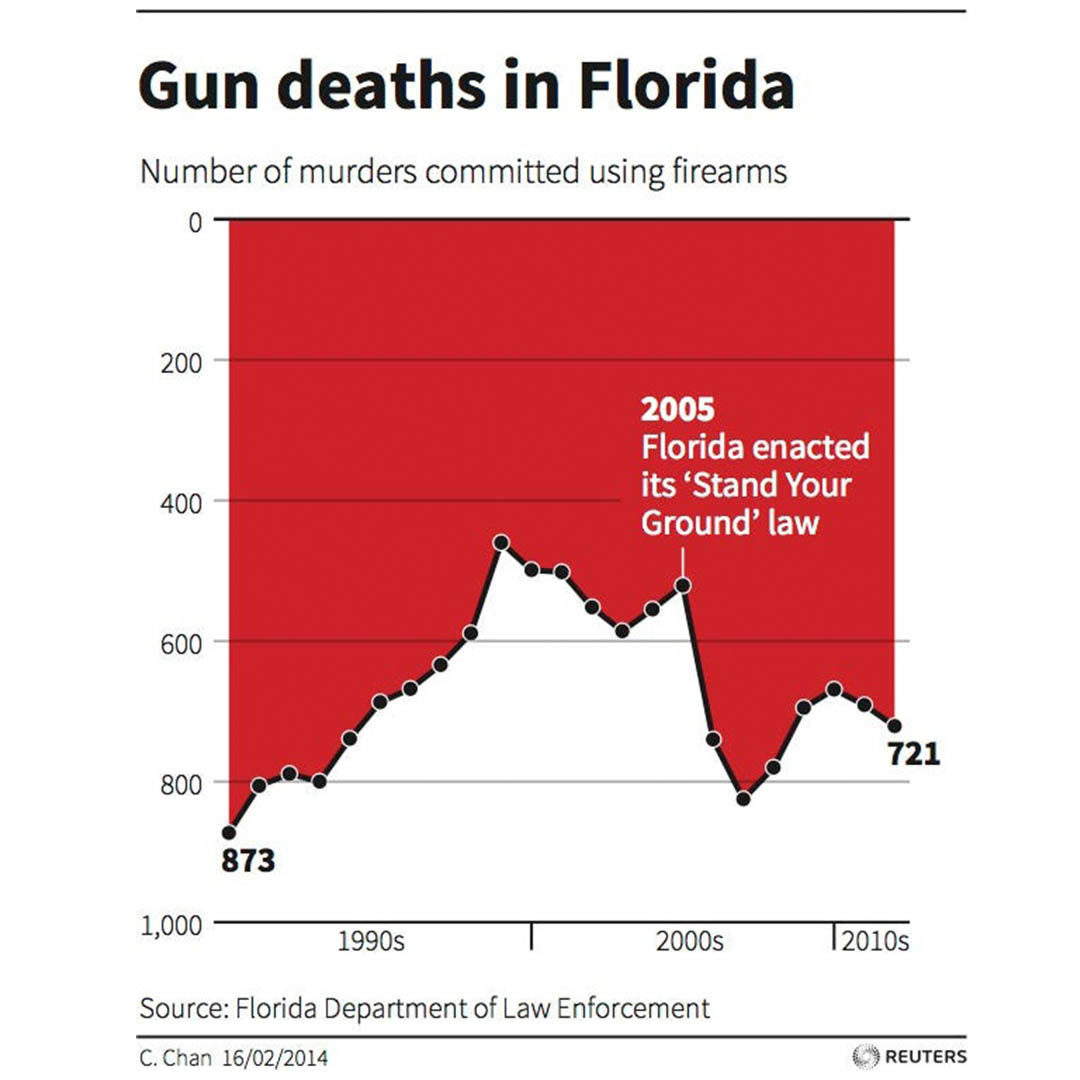 Gun deaths in Florida
Number of murders committed using firearms
0
200
2005
Florida enacted
its ‘Stand Your
Ground’ law
400
600
721
800
873
1,000
1990s
2000s
2010s
Source: Florida Department of Law Enforcement
C. Chan 16/02/2014
REUTERS